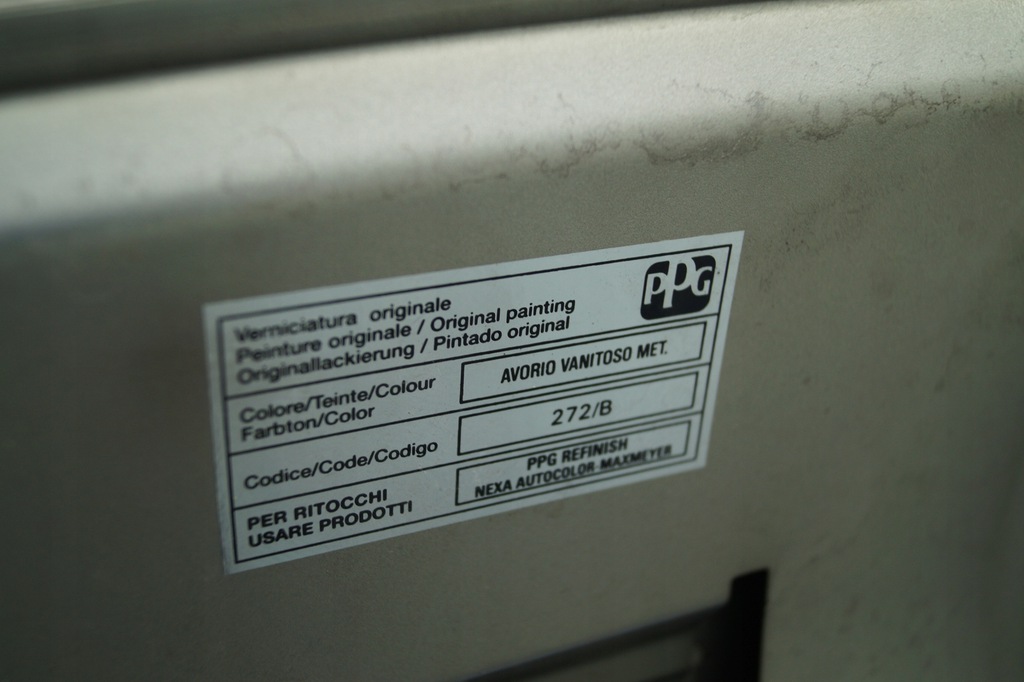 Verniciatura originale
Peinture originale / Original painting
Originallackierung / Pintado original
PPG
Colore/Teinte/Colour
Farbton/Color
AVORIO VANITOSO MET.
Codice/Code/Codigo
272/B
PER RITOCCHI
USARE PRODOTTI
PPG REFINISH
NEXA AUTOCOLOR-MAXMEYER